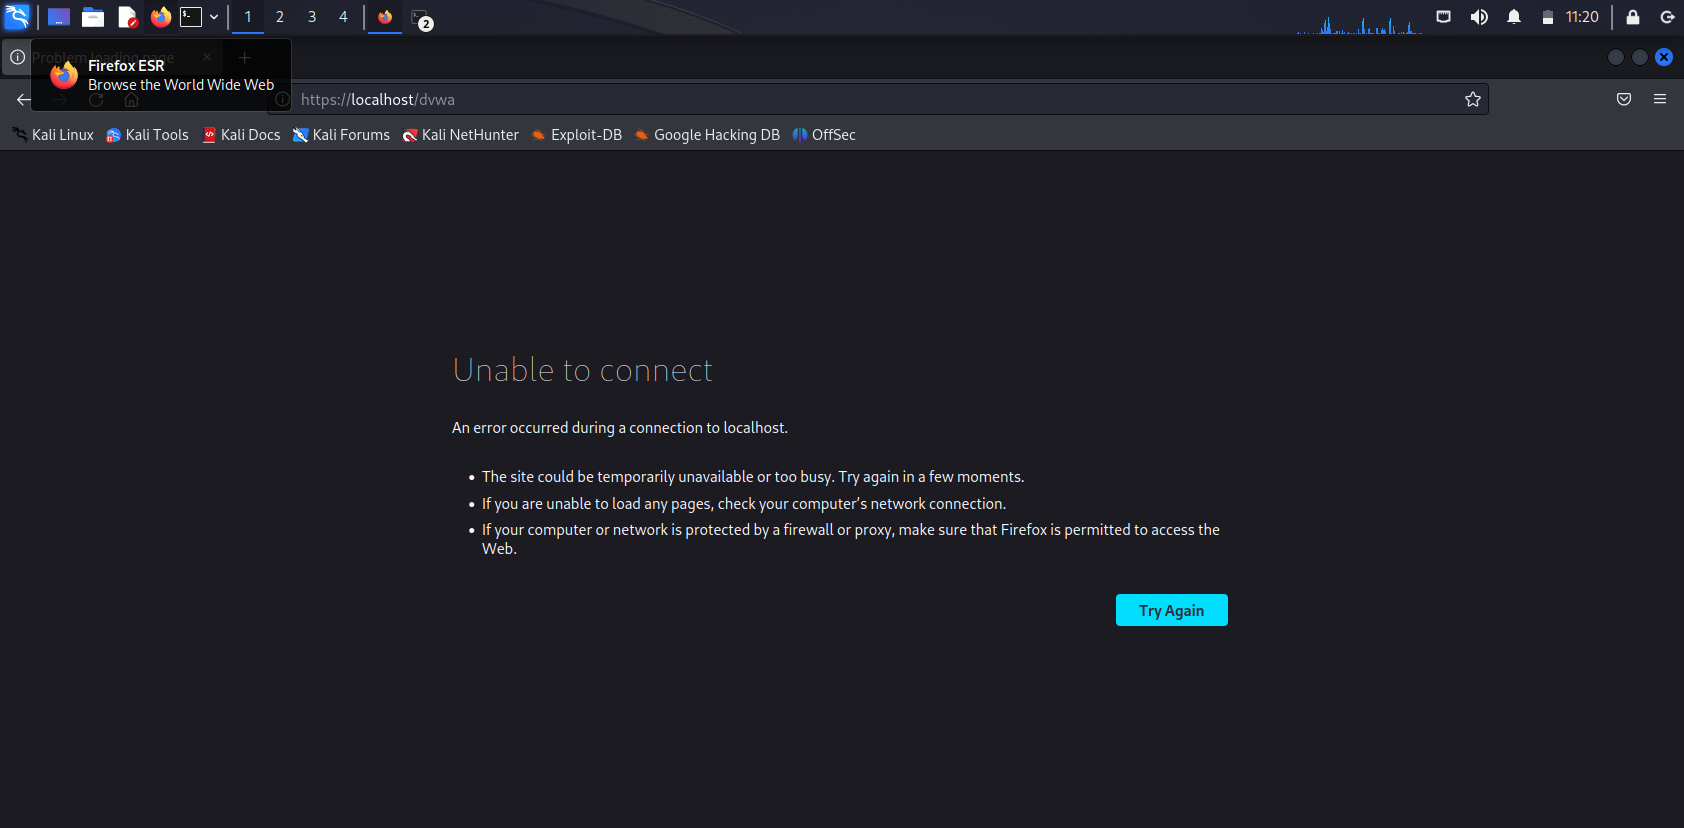 1 2 3 4 2 11:20
Problem loading page
Firefox ESR
Browse the World Wide Web
https://localhost/dvwa
Kali Linux Kali Tools Kali Docs Kali Forums Kali NetHunter Exploit-DB Google Hacking DB OffSec
Unable to connect
An error occurred during a connection to localhost.
The site could be temporarily unavailable or too busy. Try again in a few moments.
If you are unable to load any pages, check your computer’s network connection.
If your computer or network is protected by a firewall or proxy, make sure that Firefox is permitted to access the
Web.
Try Again